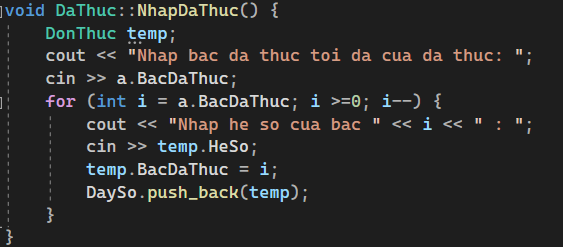 void DaThuc::NhapDaThuc() {
DonThuc temp;
cout << "Nhap bac da thuc toi da cua da thuc: ";
cin >> a.BacDaThuc;
for (int i = a.BacDaThuc; i >=0; i--) {
cout << "Nhap he so cua bac " << i << " : ";
cin >> temp.HeSo;
temp.BacDaThuc = i;
DaySo.push_back(temp);
}
}